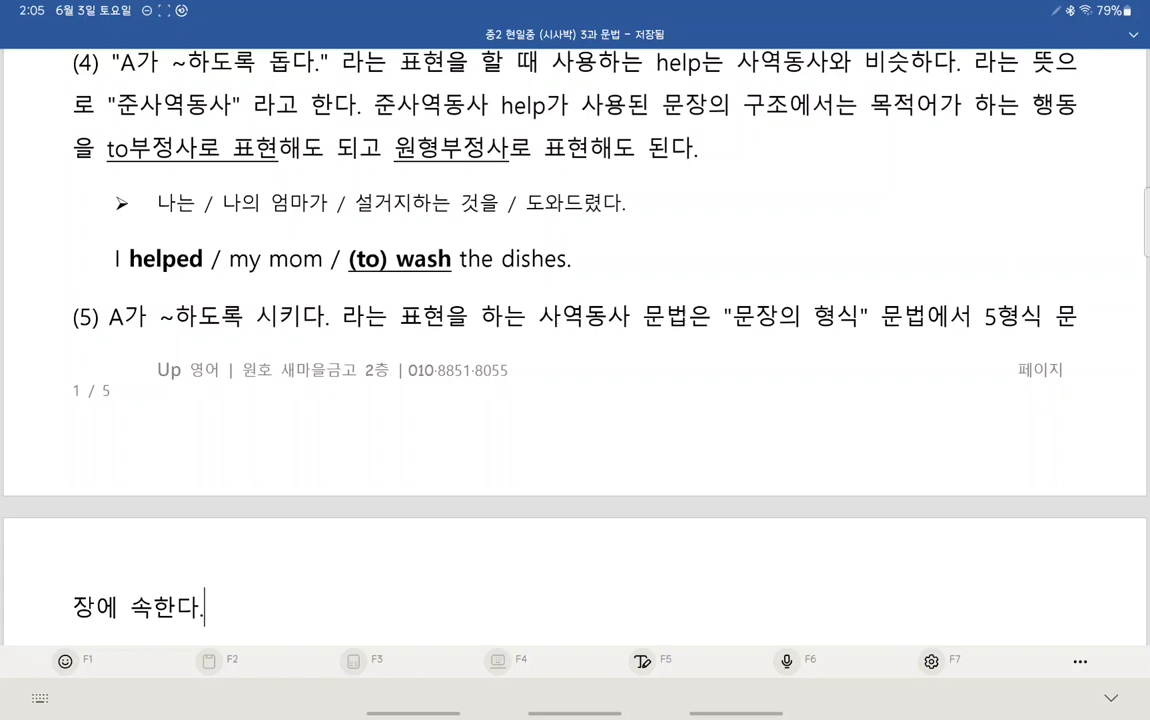 2:05 6월 3일 토요일
79%
중2 현일중 (시사박) 3과 문법 - 저장됨
(4) "A가 ~하도록 돕다." 라는 표현을 할 때 사용하는 help는 사역동사와 비슷하다. 라는 뜻으
로 "준사역동사" 라고 한다. 준사역동사 help가 사용된 문장의 구조에서는 목적어가 하는 행동
을 to부정사로 표현해도 되고 원형부정사로 표현해도 된다.
➢ 나는 / 나의 엄마가 / 설거지하는 것을 / 도와드렸다.
I helped / my mom / (to) wash the dishes.
(5) A가 ~하도록 시키다. 라는 표현을 하는 사역동사 문법은 "문장의 형식" 문법에서 5형식 문
Up 영어 | 원호 새마을금고 2층 | 010·8851·8055 페이지
1 / 5
장에 속한다.
F1 F2 F3 F4 F5 F6 F7